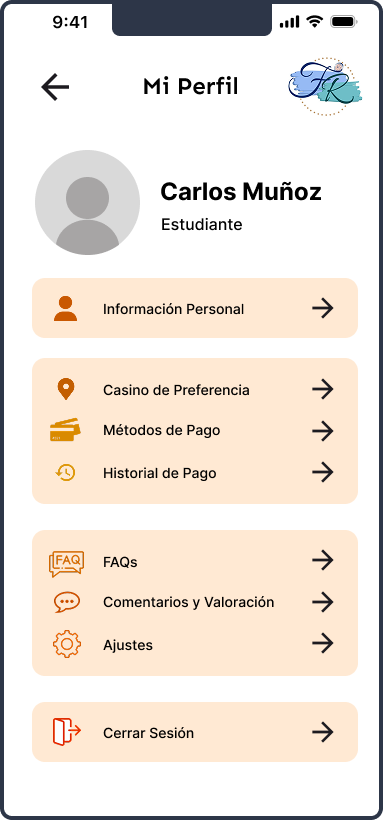 9:41
Mi Perfil
FR
Carlos Muñoz
Estudiante
Información Personal
Casino de Preferencia
Métodos de Pago
Historial de Pago
FAQ
FAQs
Comentarios y Valoración
Ajustes
Cerrar Sesión